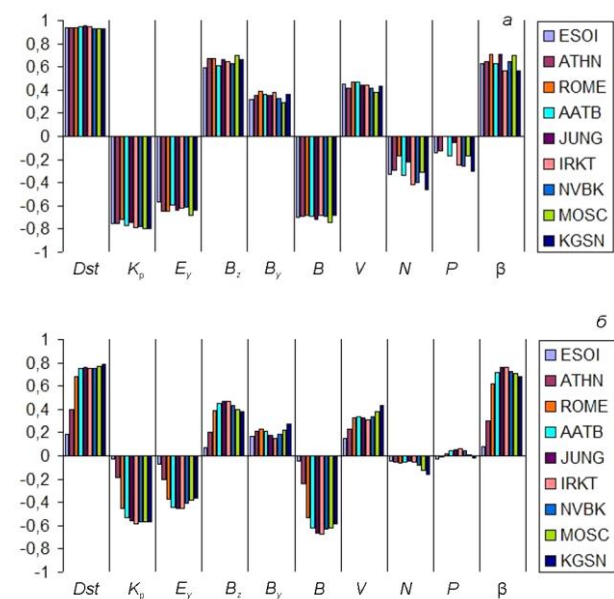 a
1
0,8
0,6
0,4
0,2
0
-0,2
-0,4
-0,6
-0,8
-1
Dst Kp Ey Bz By B V N P β
ESOI
ATHN
ROME
AATB
JUNG
IRKT
NVBK
MOSC
KGSN
б
1
0,8
0,6
0,4
0,2
0
-0,2
-0,4
-0,6
-0,8
-1
Dst Kp Ey Bz By B V N P β
ESOI
ATHN
ROME
AATB
JUNG
IRKT
NVBK
MOSC
KGSN